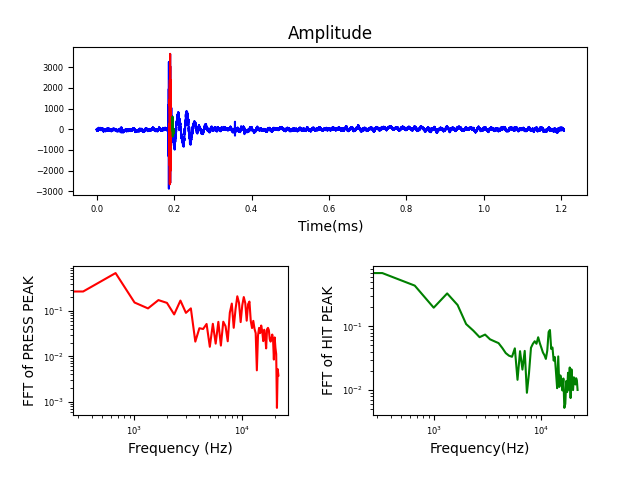 Amplitude
3000
2000
1000
0
−1000
−2000
−3000
0.0 0.2 0.4 0.6 0.8 1.0 1.2
Time(ms)
FFT of PRESS PEAK
10⁻¹
10⁻²
10⁻³
10³ 10⁴
Frequency (Hz)
FFT of HIT PEAK
10⁻¹
10⁻²
10³ 10⁴
Frequency(Hz)